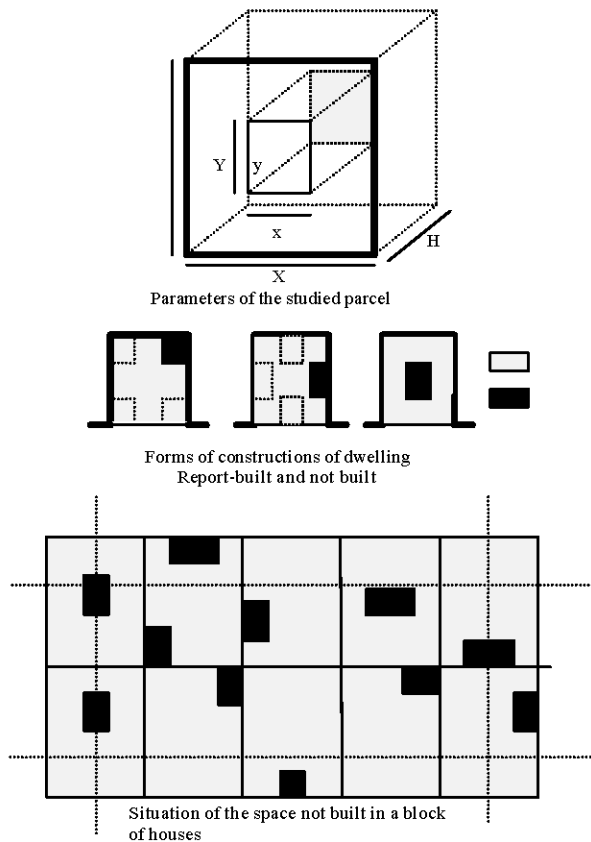 Y
y
x
H
X
Parameters of the studied parcel
Forms of constructions of dwelling
Report-built and not built
Situation of the space not built in a block
of houses